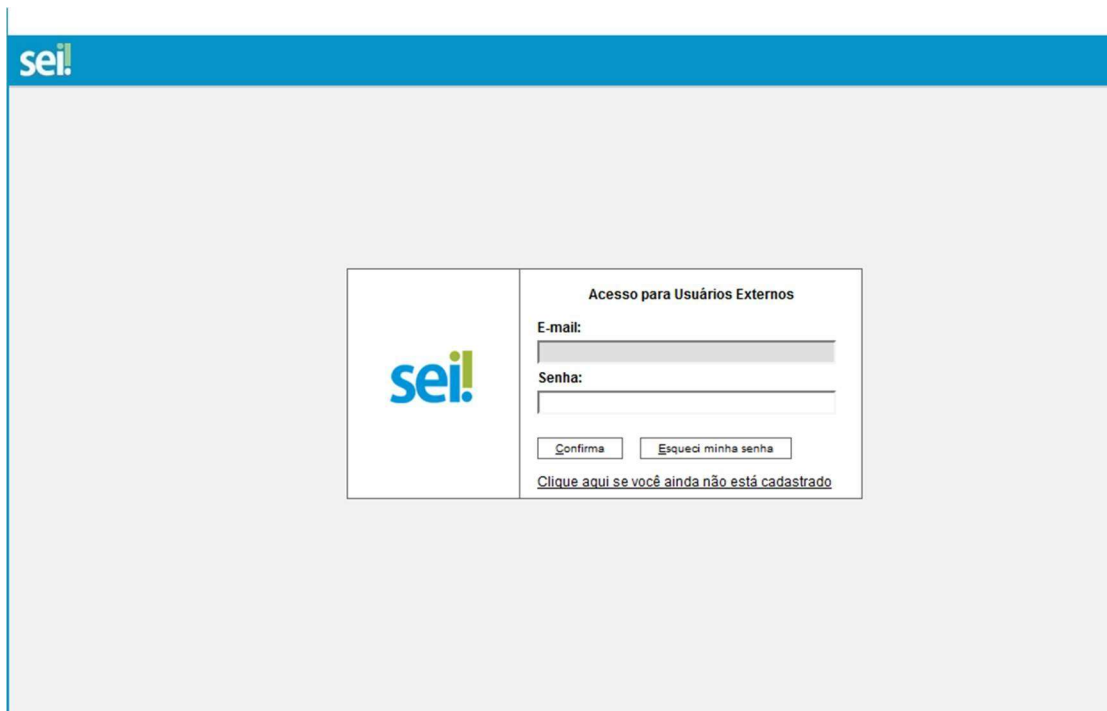 sei!
sei!
Acesso para Usuários Externos
E-mail:
Senha:
Confirma
Esqueci minha senha
Clique aqui se você ainda não está cadastrado